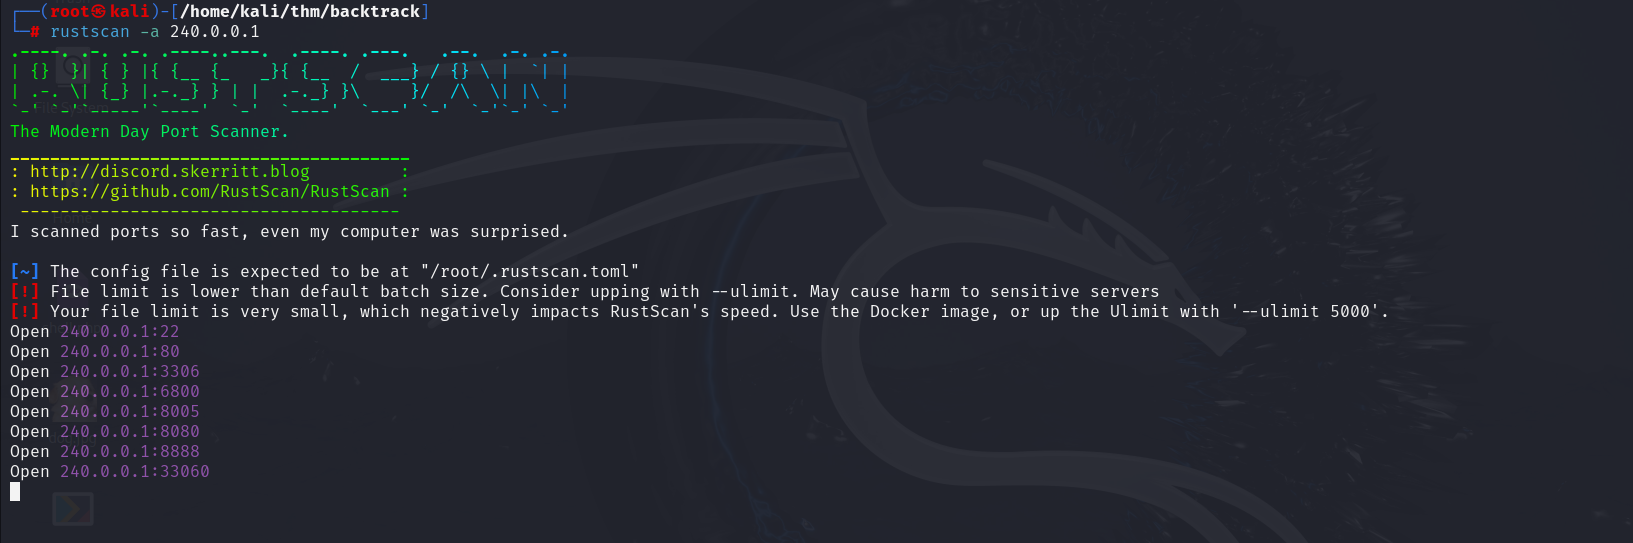 ┌──(root㉿kali)-[/home/kali/thm/backtrack]
└─# rustscan -a 240.0.0.1
.----. .-. .-. .----..---.  .----. .---.   .--.  .-. .-.
| {}  }| { } |{ {__ {_   _}{ {__  /  ___} / {} \ |  `| |
| .-. \| {_} |.-._} } | |  .-._} }\     }/  /\  \| |\  |
`-' `-'`-----'`----'  `-'  `----'  `---' `-'  `-'`-' `-'
The Modern Day Port Scanner.
________________________________________
: http://discord.skerritt.blog         :
: https://github.com/RustScan/RustScan :
 --------------------------------------
I scanned ports so fast, even my computer was surprised.
[~] The config file is expected to be at "/root/.rustscan.toml"
[!] File limit is lower than default batch size. Consider upping with --ulimit. May cause harm to sensitive servers
[!] Your file limit is very small, which negatively impacts RustScan's speed. Use the Docker image, or up the Ulimit with '--ulimit 5000'.
Open 240.0.0.1:22
Open 240.0.0.1:80
Open 240.0.0.1:3306
Open 240.0.0.1:6800
Open 240.0.0.1:8005
Open 240.0.0.1:8080
Open 240.0.0.1:8888
Open 240.0.0.1:33060